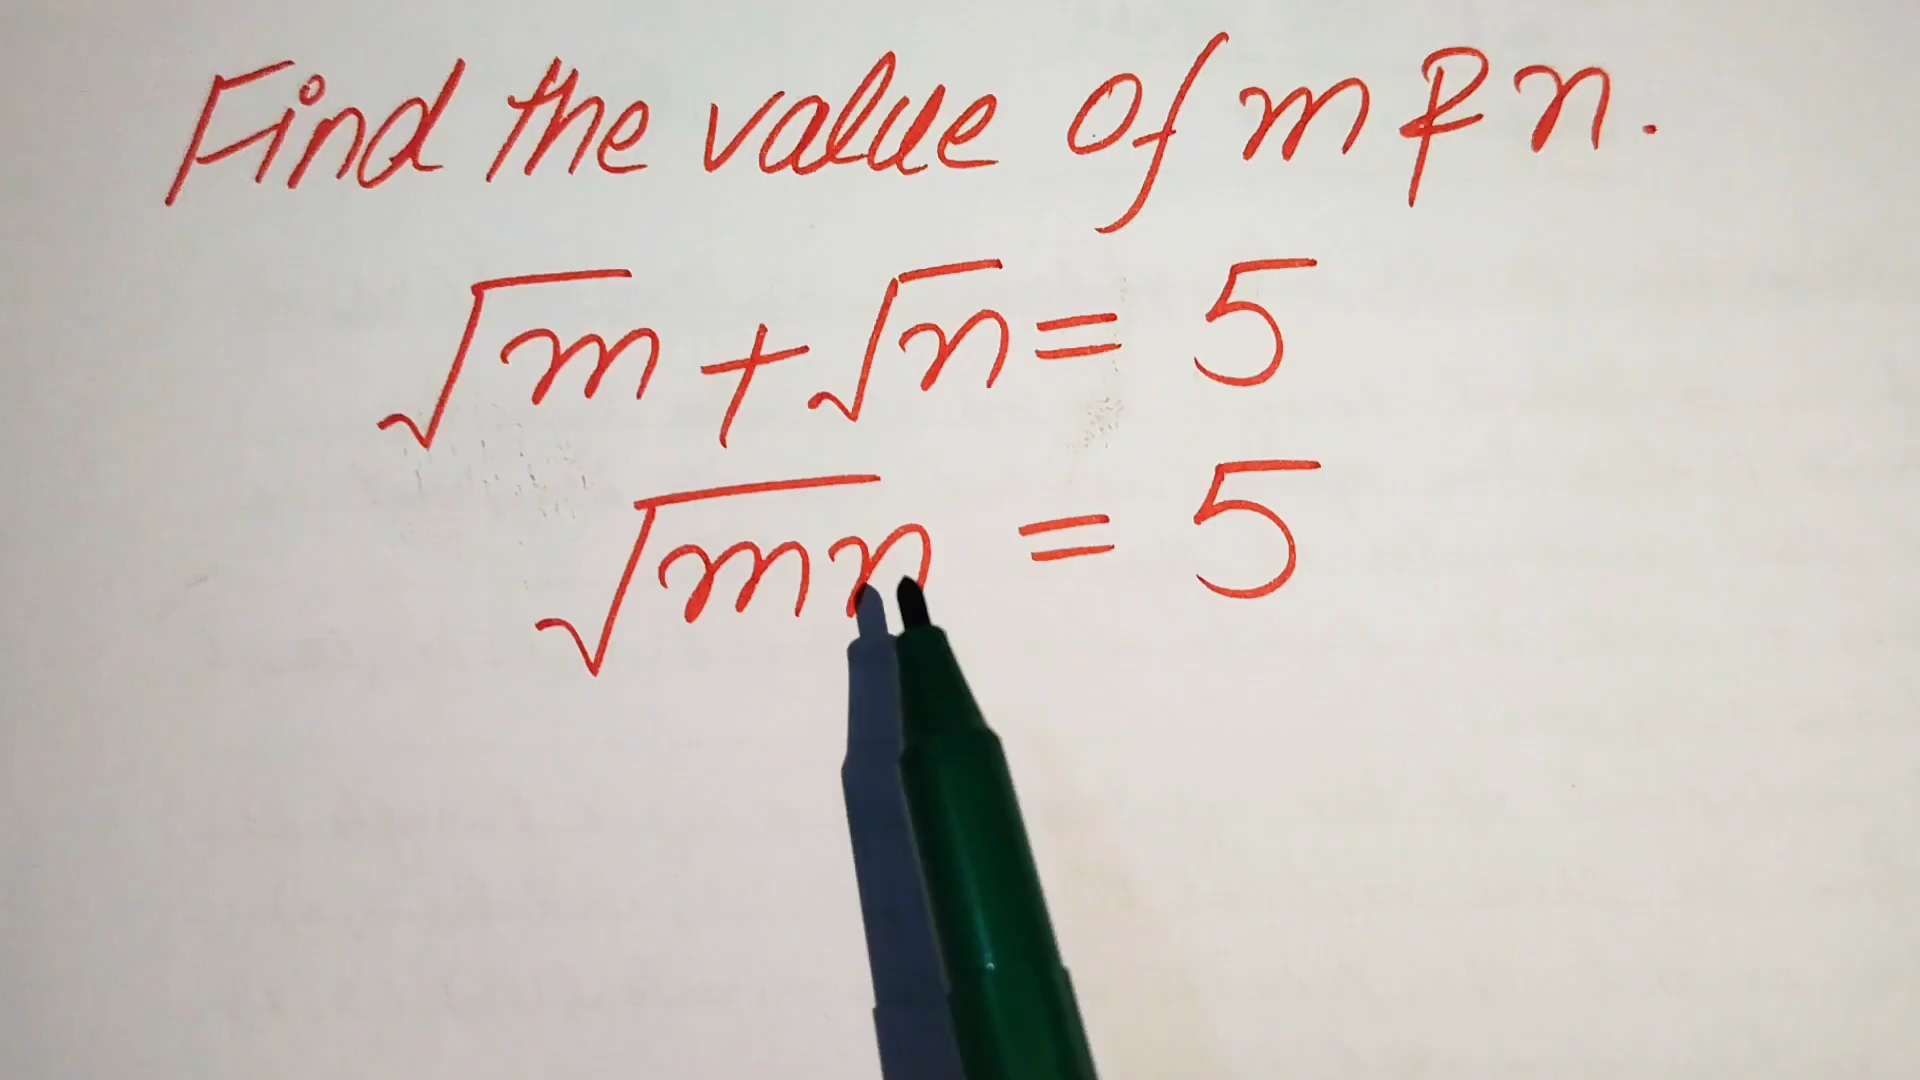 Find the value of m & n.
√m + √n = 5
√mn = 5